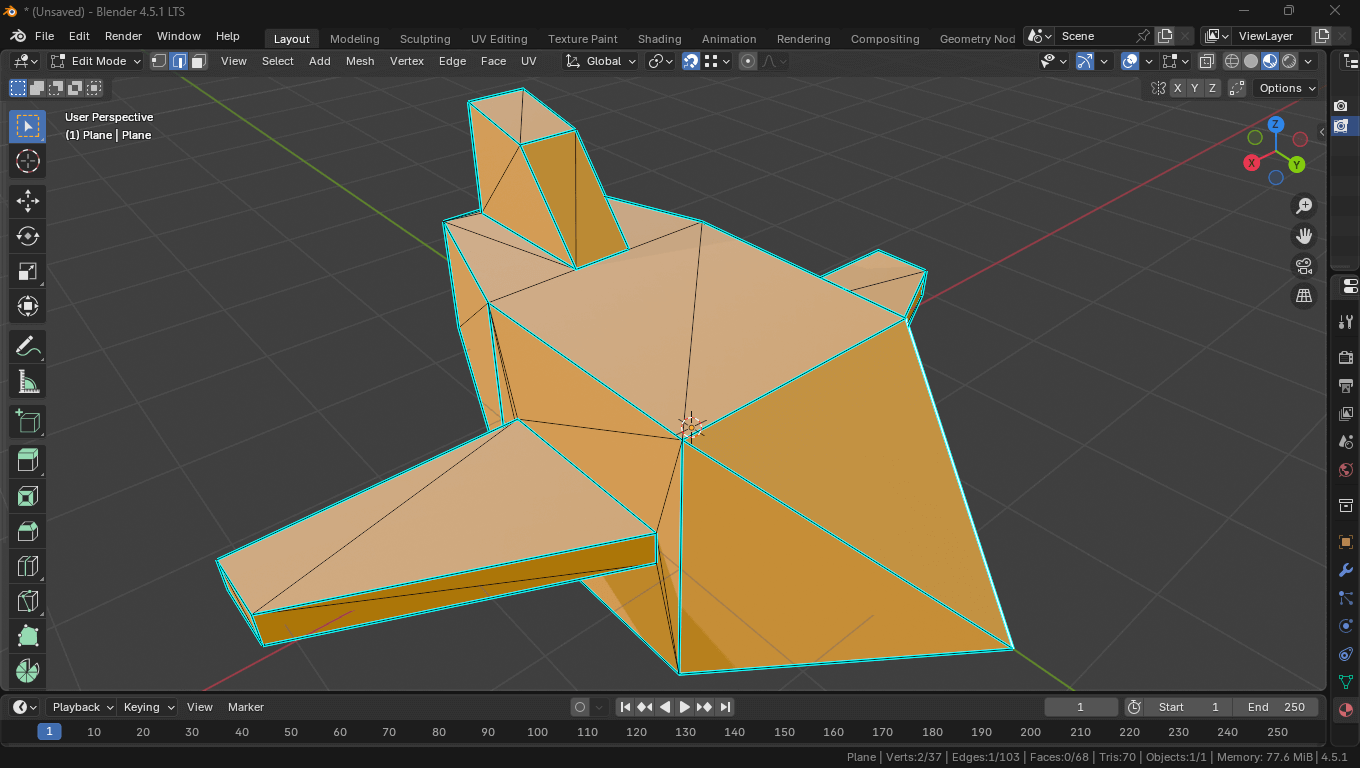 * (Unsaved) - Blender 4.5.1 LTS
File Edit Render Window Help Layout Modeling Sculpting UV Editing Texture Paint Shading Animation Rendering Compositing Geometry Nod Scene ViewLayer
Edit Mode View Select Add Mesh Vertex Edge Face UV Global
X Y Z Options
User Perspective
(1) Plane | Plane
Z
X
Y
Playback Keying View Marker 1 Start 1 End 250
1 10 20 30 40 50 60 70 80 90 100 110 120 130 140 150 160 170 180 190 200 210 220 230 240 250
Plane | Verts:2/37 | Edges:1/103 | Faces:0/68 | Tris:70 | Objects:1/1 | Memory: 77.6 MiB | 4.5.1